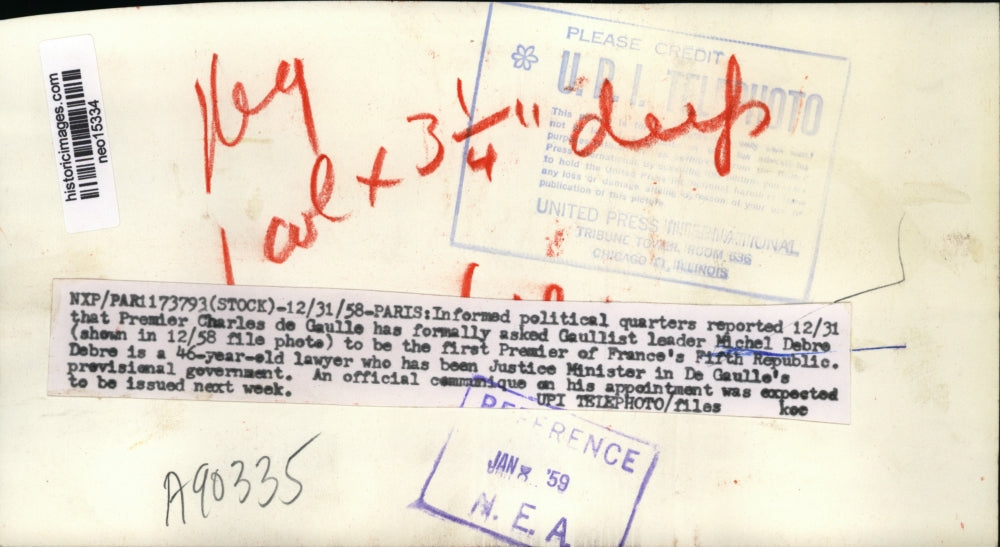 historicimages.com
neo15334
PLEASE CREDIT
U.P.I. TELEPHOTO
UNITED PRESS INTERNATIONAL
TRIBUNE TOWER, ROOM 636
CHICAGO 11, ILLINOIS
1 col x 3 1/4" deep
NXP/PAR1173793(STOCK)-12/31/58-PARIS:Informed political quarters reported 12/31
that Premier Charles de Gaulle has formally asked Gaullist leader Michel Debre
(shown in 12/58 file photo) to be the first Premier of France's Fifth Republic.
Debre is a 46-year-old lawyer who has been Justice Minister in De Gaulle's
provisional government. An official communique on his appointment was expected
to be issued next week.
UPI TELEPHOTO/files kee
REFERENCE
JAN 8 '59
N. E. A.
A90335